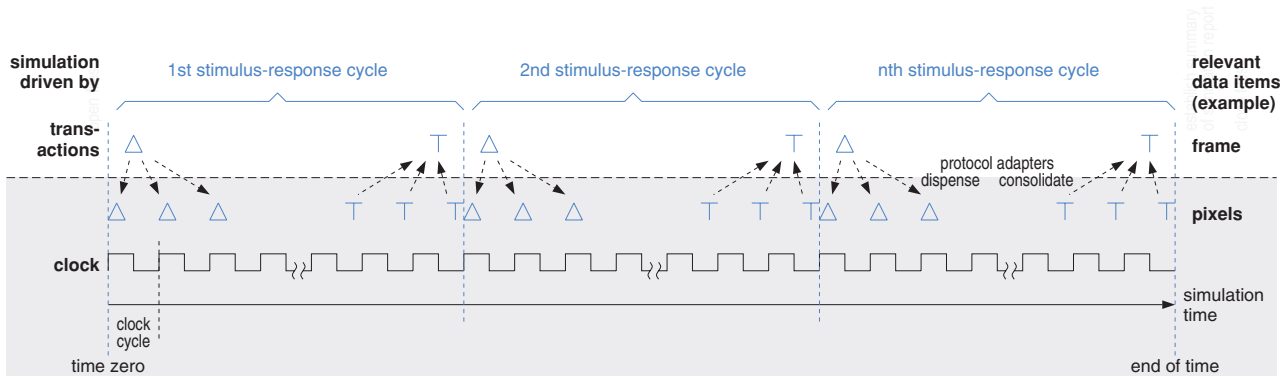 simulation
driven by
1st stimulus-response cycle
2nd stimulus-response cycle
nth stimulus-response cycle
relevant
data items
(example)
trans-
actions
frame
protocol adapters
dispense consolidate
pixels
clock
simulation
time
clock
cycle
time zero
end of time